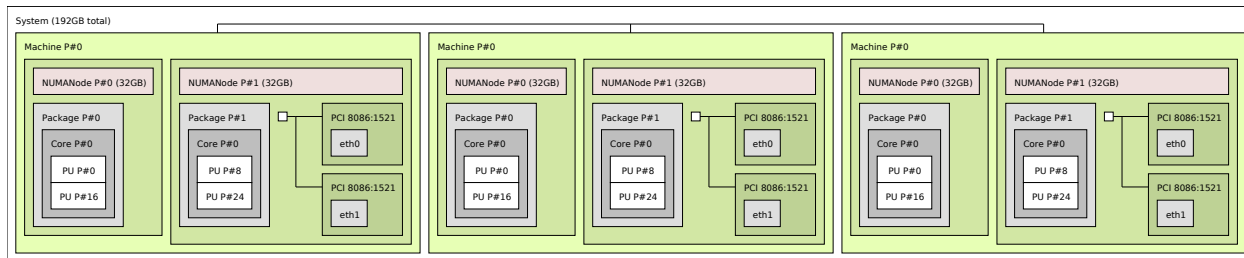 System (192GB total)
Machine P#0
NUMANode P#0 (32GB)
Package P#0
Core P#0
PU P#0
PU P#16
NUMANode P#1 (32GB)
Package P#1
Core P#0
PU P#8
PU P#24
PCI 8086:1521
eth0
PCI 8086:1521
eth1
Machine P#0
NUMANode P#0 (32GB)
Package P#0
Core P#0
PU P#0
PU P#16
NUMANode P#1 (32GB)
Package P#1
Core P#0
PU P#8
PU P#24
PCI 8086:1521
eth0
PCI 8086:1521
eth1
Machine P#0
NUMANode P#0 (32GB)
Package P#0
Core P#0
PU P#0
PU P#16
NUMANode P#1 (32GB)
Package P#1
Core P#0
PU P#8
PU P#24
PCI 8086:1521
eth0
PCI 8086:1521
eth1